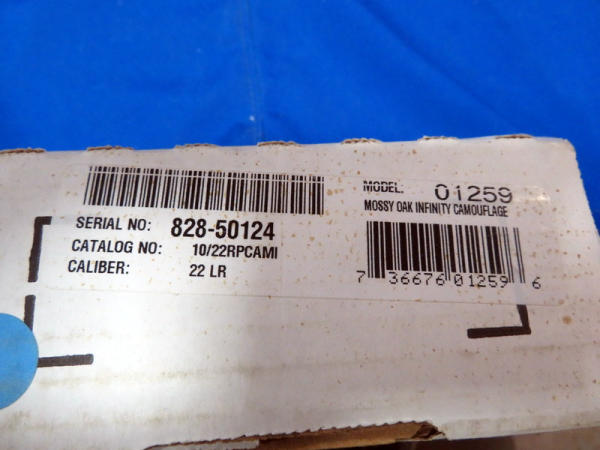 SERIAL NO: 828-50124
CATALOG NO: 10/22RPCAMI
CALIBER: 22 LR
MODEL: 01259
MOSSY OAK INFINITY CAMOUFLAGE
7 36676 01259 6